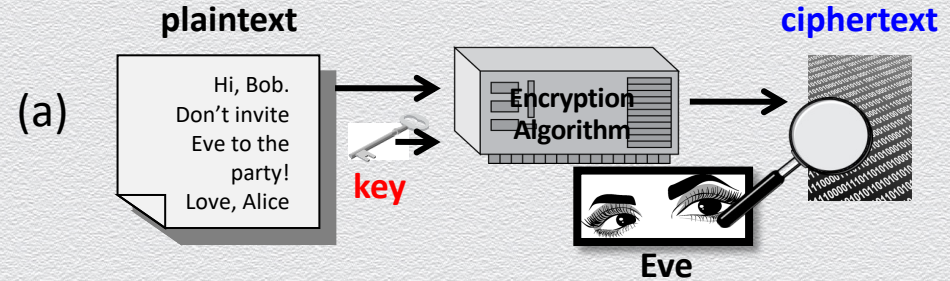 plaintext
ciphertext
(a)
Hi, Bob.
Don't invite
Eve to the
party!
Love, Alice
key
Encryption
Algorithm
Eve